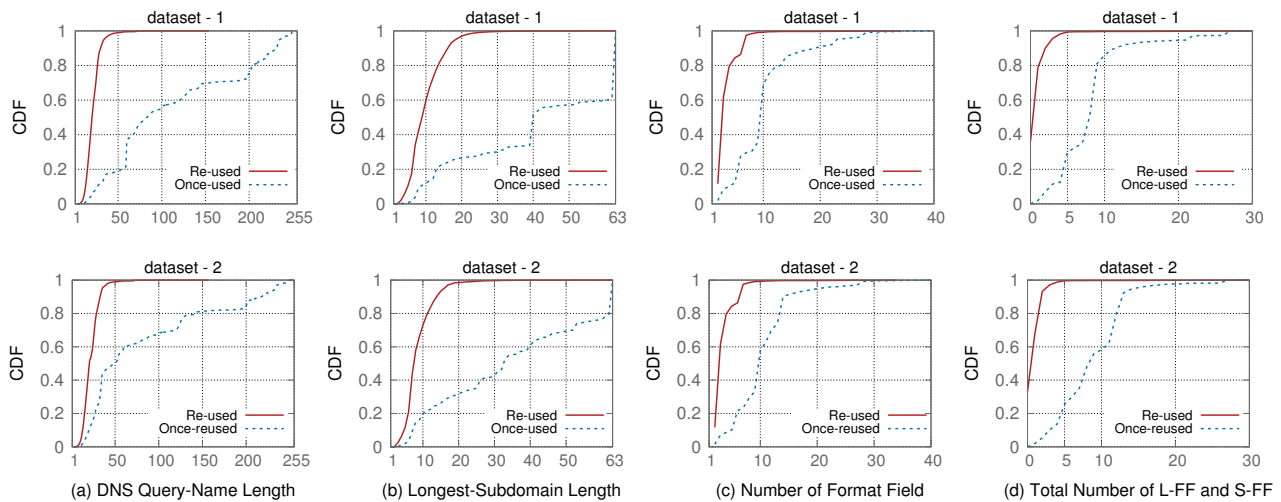 dataset - 1
CDF
1
0.8
0.6
0.4
0.2
0
Re-used
Once-used
1 50 100 150 200 255
dataset - 1
CDF
1
0.8
0.6
0.4
0.2
0
Re-used
Once-used
1 10 20 30 40 50 63
dataset - 1
CDF
1
0.8
0.6
0.4
0.2
0
Re-used
Once-used
1 10 20 30 40
dataset - 1
CDF
1
0.8
0.6
0.4
0.2
0
Re-used
Once-used
0 5 10 20 30
dataset - 2
CDF
1
0.8
0.6
0.4
0.2
0
Re-used
Once-reused
1 50 100 150 200 255
(a) DNS Query-Name Length
dataset - 2
CDF
1
0.8
0.6
0.4
0.2
0
Re-used
Once-used
1 10 20 30 40 50 63
(b) Longest-Subdomain Length
dataset - 2
CDF
1
0.8
0.6
0.4
0.2
0
Re-used
Once-reused
1 10 20 30 40
(c) Number of Format Field
dataset - 2
CDF
1
0.8
0.6
0.4
0.2
0
Re-used
Once-reused
0 5 10 20 30
(d) Total Number of L-FF and S-FF